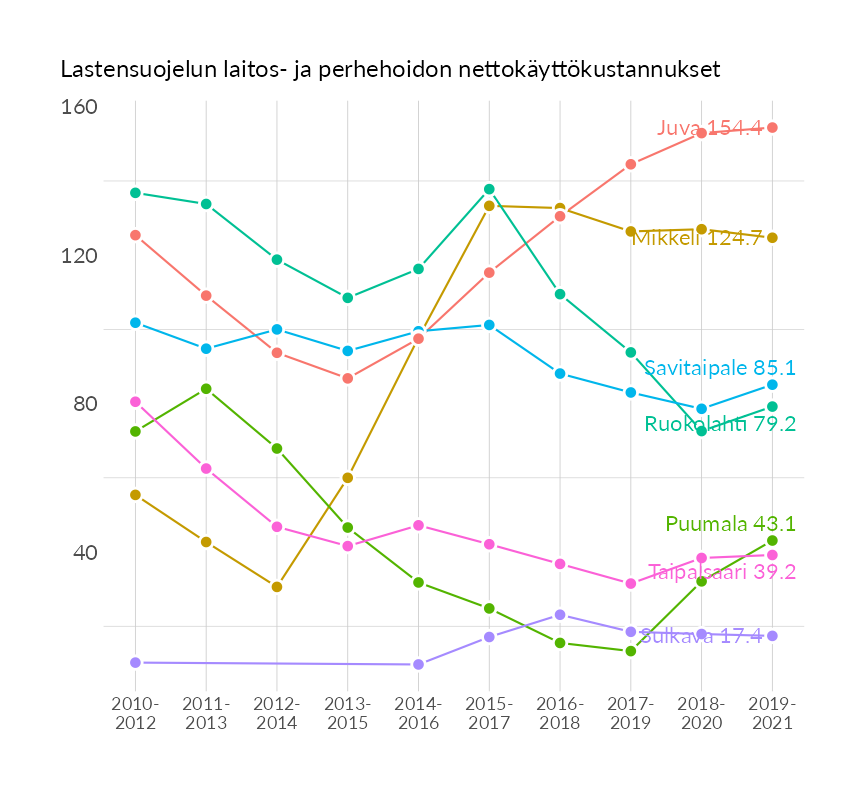 Lastensuojelun laitos- ja perhehoidon nettokäyttökustannukset
160
Juva 154.4
120
Mikkeli 124.7
Savitaipale 85.1
80
Ruokolahti 79.2
Puumala 43.1
40
Taipalsaari 39.2
Sulkava 17.4
2010- 2011- 2012- 2013- 2014- 2015- 2016- 2017- 2018- 2019-
2012 2013 2014 2015 2016 2017 2018 2019 2020 2021